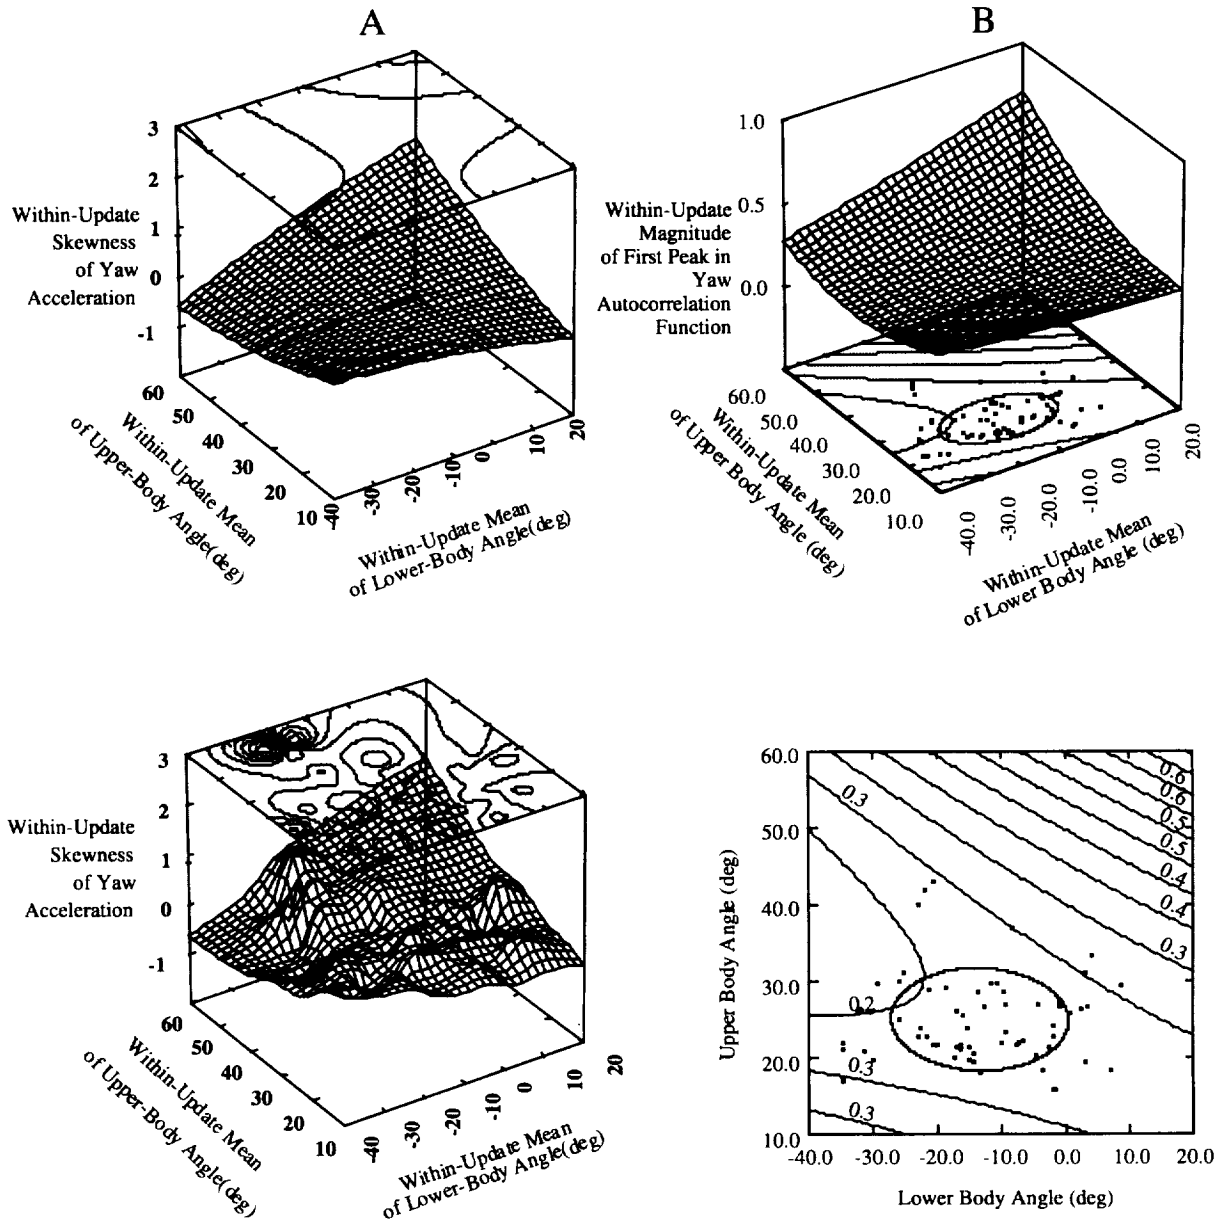 A
3
2
1
0
-1
Within-Update
Skewness
of Yaw
Acceleration
60
50
40
30
20
10
Within-Update Mean
of Upper-Body Angle(deg)
-40
-30
-20
-10
0
10
20
Within-Update Mean
of Lower-Body Angle(deg)
B
1.0
0.5
0.0
Within-Update
Magnitude
of First Peak in
Yaw
Autocorrelation
Function
60.0
50.0
40.0
30.0
20.0
10.0
Within-Update Mean
of Upper Body Angle (deg)
-40.0
-30.0
-20.0
-10.0
0.0
10.0
20.0
Within-Update Mean
of Lower Body Angle (deg)
3
2
1
0
-1
Within-Update
Skewness
of Yaw
Acceleration
60
50
40
30
20
10
Within-Update Mean
of Upper-Body Angle(deg)
-40
-30
-20
-10
0
10
20
Within-Update Mean
of Lower-Body Angle(deg)
60.0
50.0
40.0
30.0
20.0
10.0
Upper Body Angle (deg)
0.3
0.6
0.6
0.5
0.5
0.4
0.4
0.3
0.2
0.3
0.3
-40.0
-30.0
-20.0
-10.0
0.0
10.0
20.0
Lower Body Angle (deg)